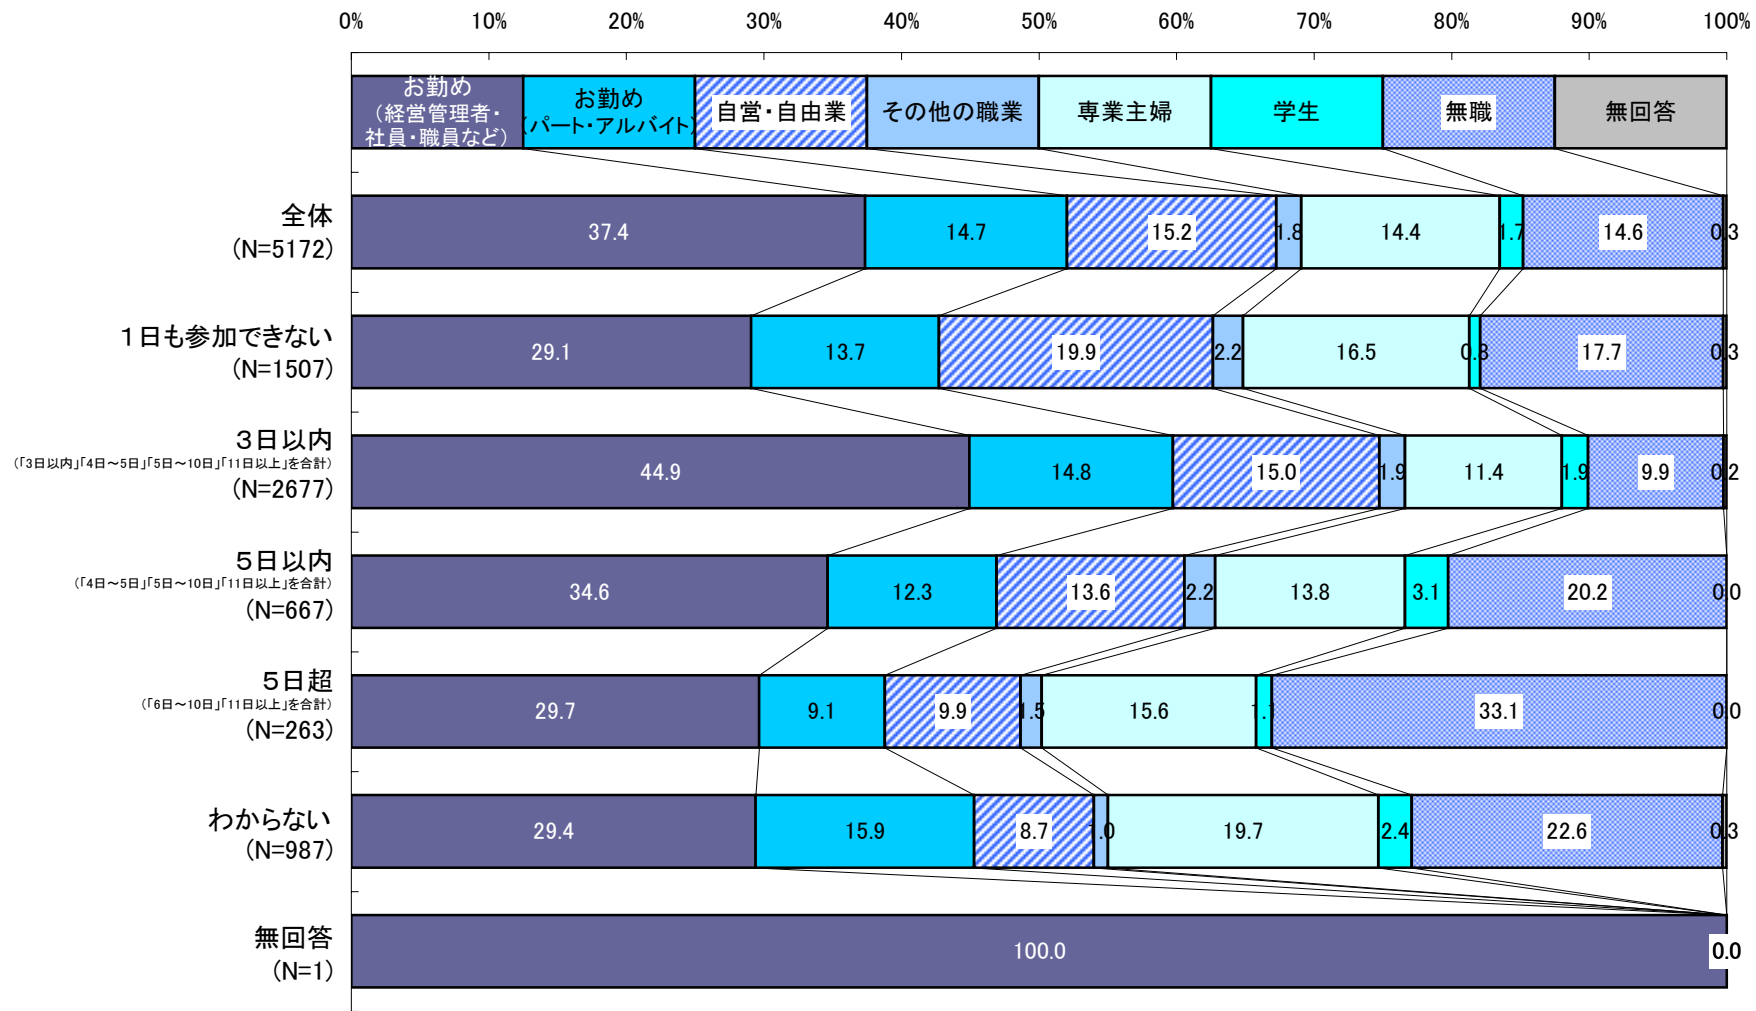 0% 10% 20% 30% 40% 50% 60% 70% 80% 90% 100%
お勤め
(経営管理者・
社員・職員など)
お勤め
(パート・アルバイト)
自営・自由業
その他の職業
専業主婦
学生
無職
無回答
全体
(N=5172)
37.4 14.7 15.2 1.8 14.4 1.7 14.6 0.3
１日も参加できない
(N=1507)
29.1 13.7 19.9 2.2 16.5 0.8 17.7 0.3
３日以内
(「3日以内」「4日～5日」「5日～10日」「11日以上」を合計)
(N=2677)
44.9 14.8 15.0 1.9 11.4 1.9 9.9 0.2
５日以内
(「4日～5日」「5日～10日」「11日以上」を合計)
(N=667)
34.6 12.3 13.6 2.2 13.8 3.1 20.2 0.0
５日超
(「6日～10日」「11日以上」を合計)
(N=263)
29.7 9.1 9.9 1.5 15.6 1.1 33.1 0.0
わからない
(N=987)
29.4 15.9 8.7 1.0 19.7 2.4 22.6 0.3
無回答
(N=1)
100.0 0.0